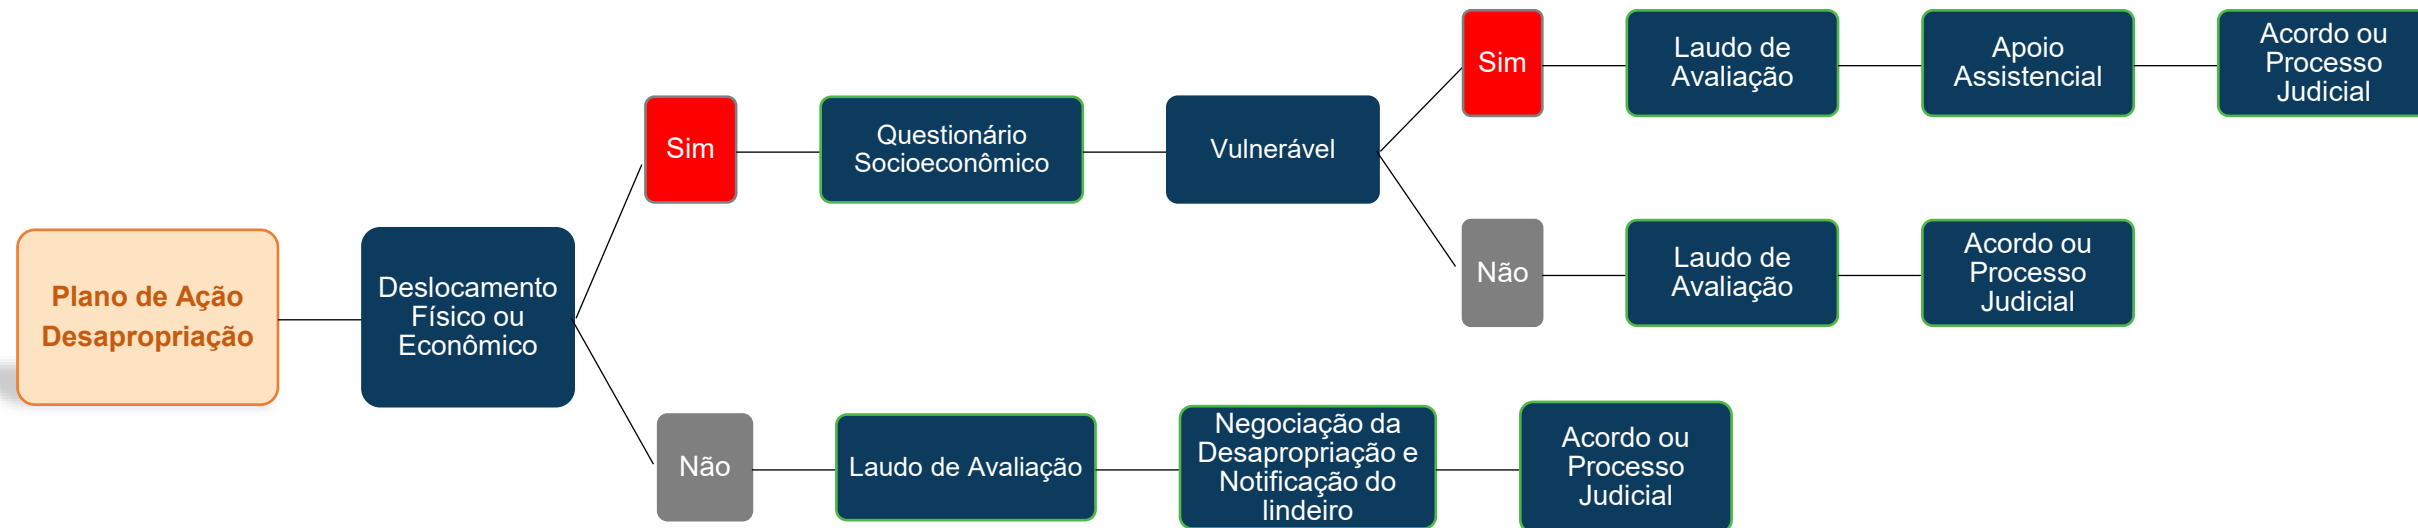 Plano de Ação
Desapropriação
Deslocamento
Físico ou
Econômico
Sim
Questionário
Socioeconômico
Vulnerável
Sim
Laudo de
Avaliação
Apoio
Assistencial
Acordo ou
Processo
Judicial
Não
Laudo de
Avaliação
Acordo ou
Processo
Judicial
Não
Laudo de Avaliação
Negociação da
Desapropriação e
Notificação do
lindeiro
Acordo ou
Processo
Judicial